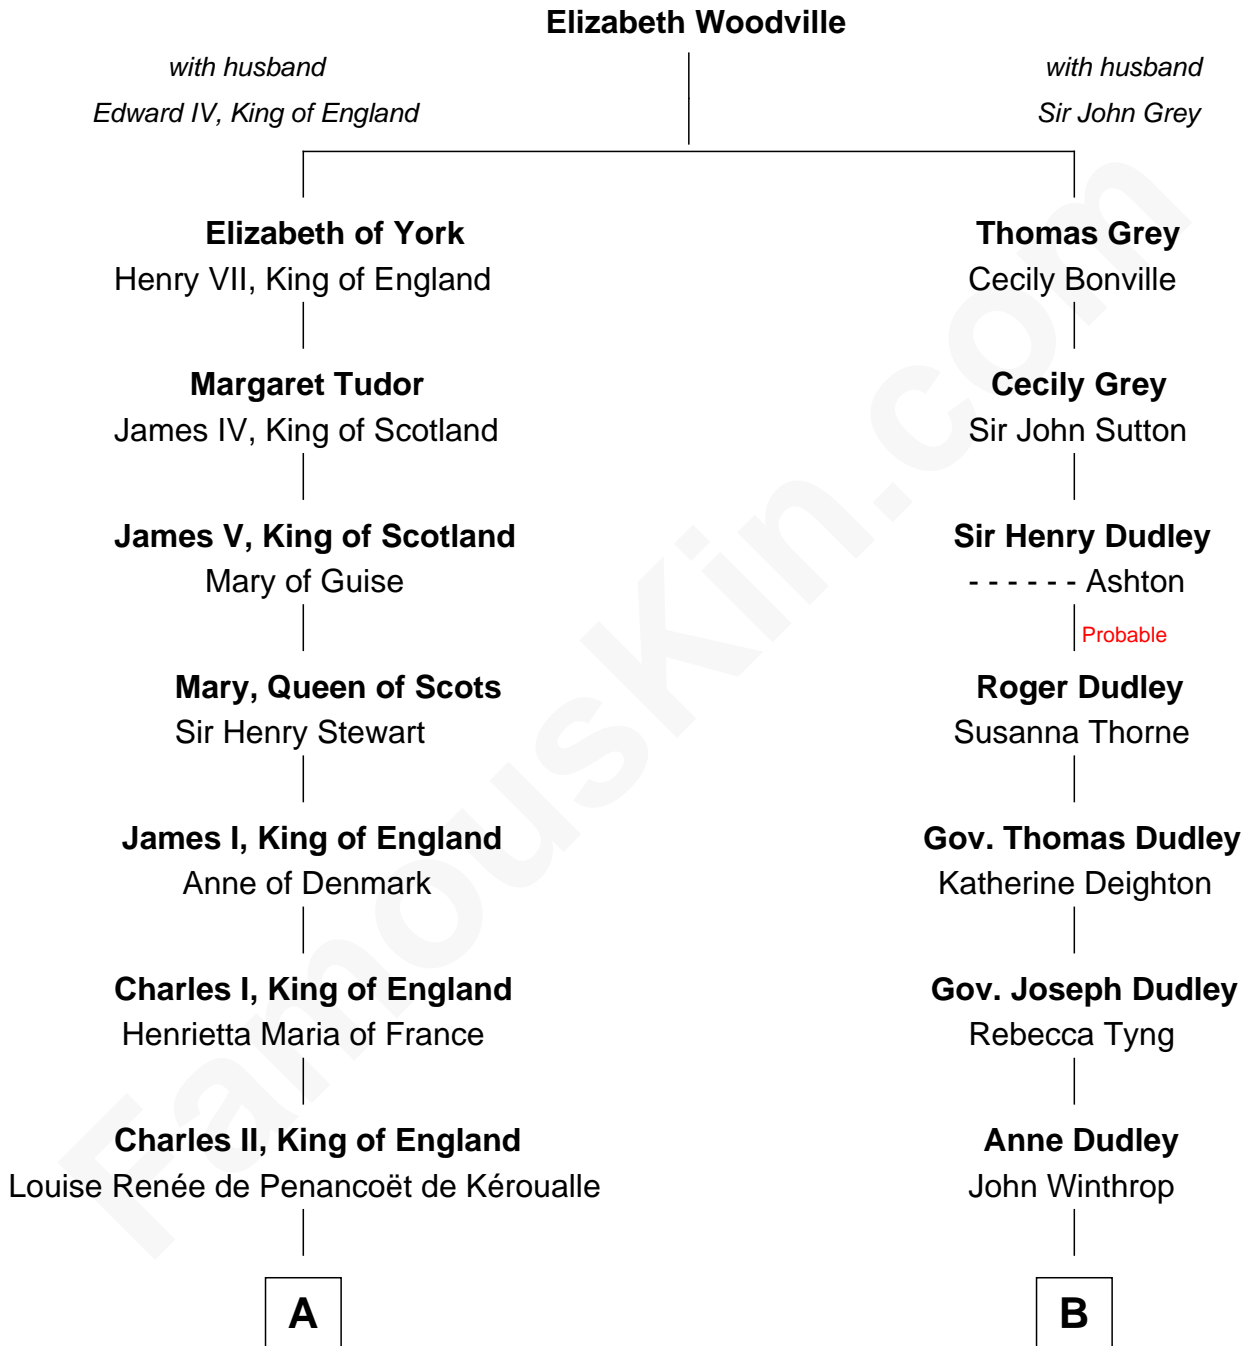 Elizabeth Woodville
with husband
Edward IV, King of England
with husband
Sir John Grey
Elizabeth of York
Henry VII, King of England
Thomas Grey
Cecily Bonville
Margaret Tudor
James IV, King of Scotland
Cecily Grey
Sir John Sutton
James V, King of Scotland
Mary of Guise
Sir Henry Dudley
- - - - - - Ashton
Probable
Mary, Queen of Scots
Sir Henry Stewart
Roger Dudley
Susanna Thorne
James I, King of England
Anne of Denmark
Gov. Thomas Dudley
Katherine Deighton
Charles I, King of England
Henrietta Maria of France
Gov. Joseph Dudley
Rebecca Tyng
Charles II, King of England
Louise Renée de Penancoët de Kéroualle
Anne Dudley
John Winthrop
A
B
FamousKin.com